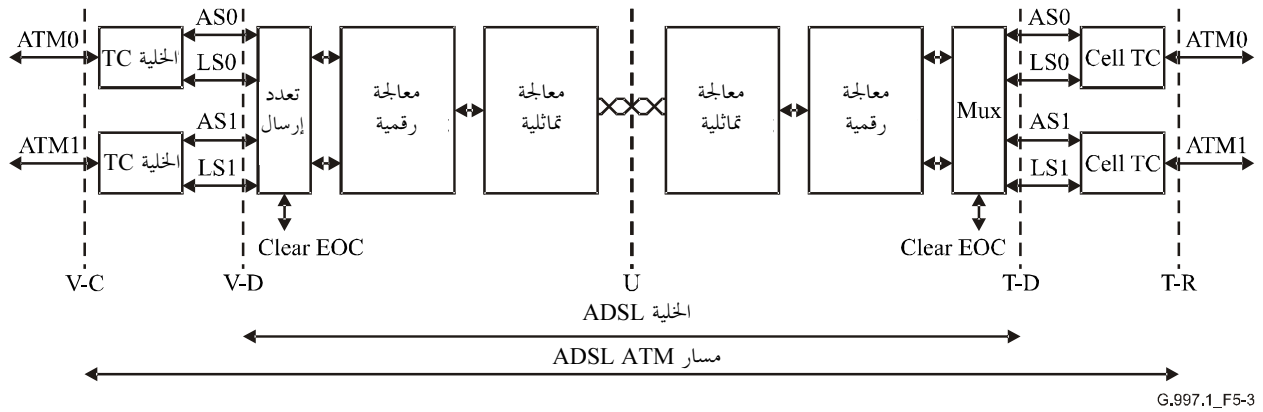 AS0
AS0
ATM0
TC الخلية
LS0
LS0
Cell TC
ATM0
تعدد
إرسال
معالجة
رقمية
معالجة
تماثلية
معالجة
تماثلية
معالجة
رقمية
Mux
AS1
AS1
ATM1
TC الخلية
LS1
LS1
Cell TC
ATM1
Clear EOC
Clear EOC
V-C
V-D
U
T-D
T-R
ADSL الخلية
ADSL ATM مسار
G.997.1_F5-3